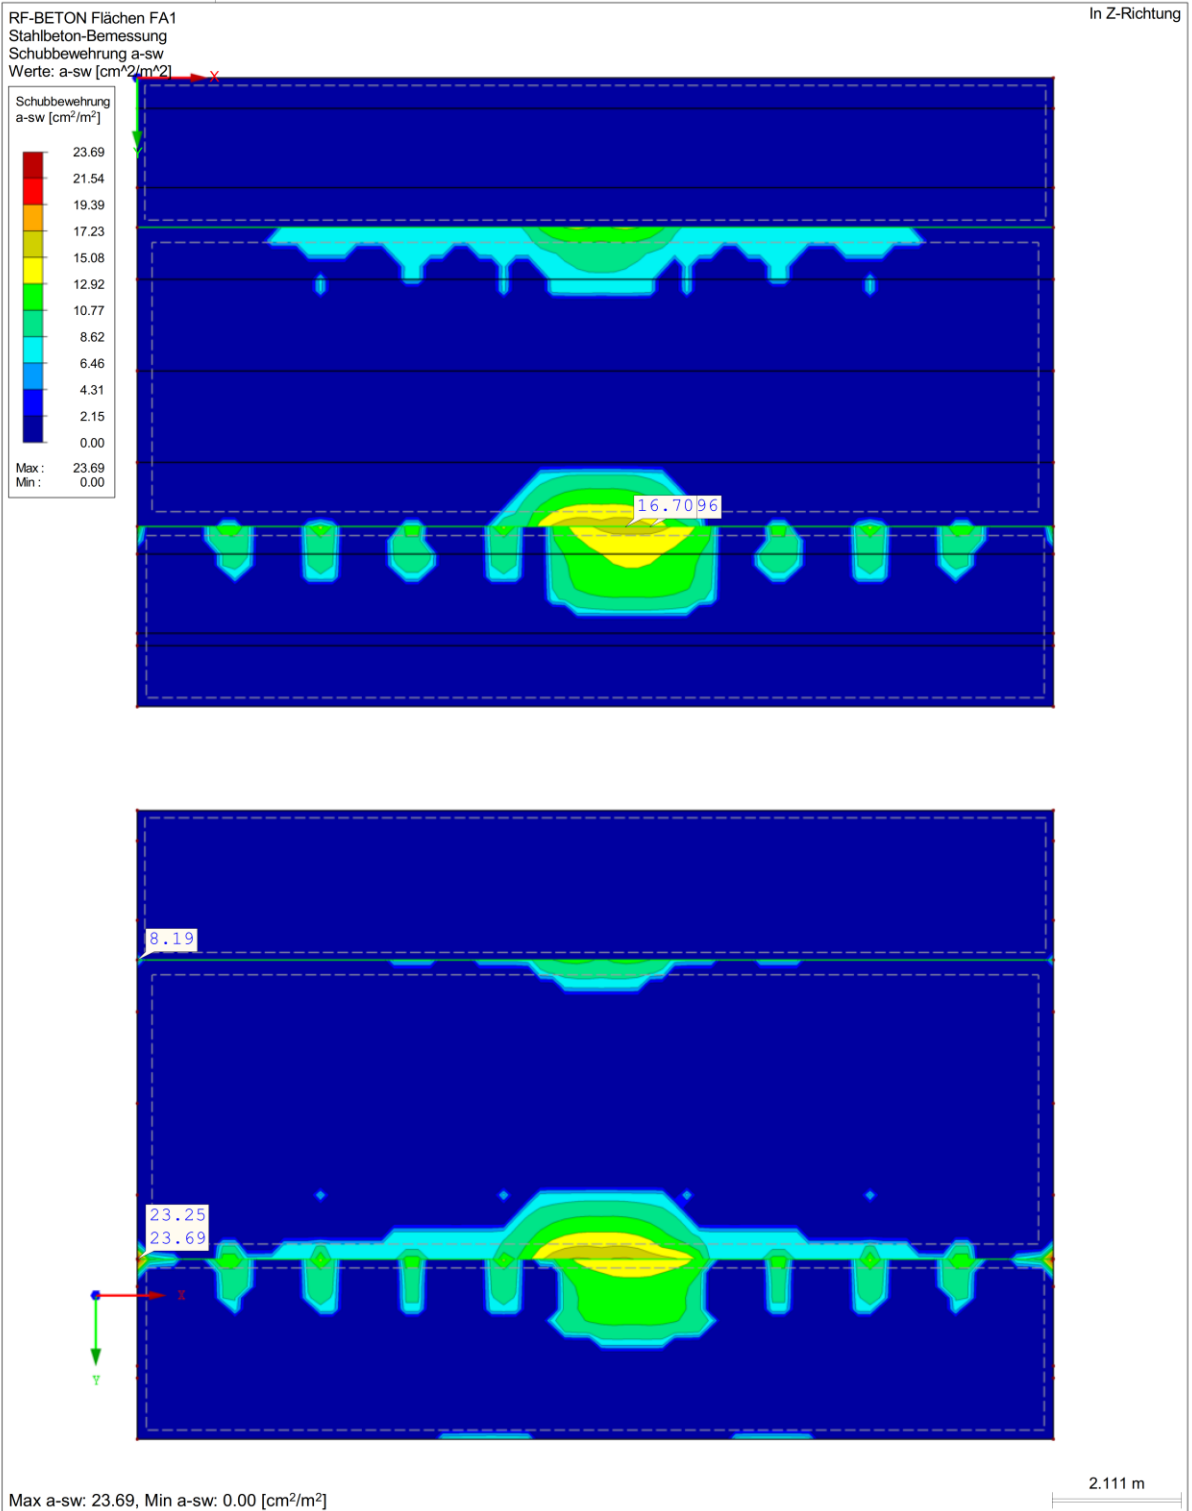 RF-BETON Flächen FA1
In Z-Richtung
Stahlbeton-Bemessung
Schubbewehrung a-sw
Werte: a-sw [cm^2/m^2]
X
Y
Schubbewehrung
a-sw [cm²/m²]
23.69
21.54
19.39
17.23
15.08
12.92
10.77
8.62
6.46
4.31
2.15
0.00
Max : 23.69
Min : 0.00
8.19
23.25
23.69
X
Y
2.111 m
Max a-sw: 23.69, Min a-sw: 0.00 [cm²/m²]